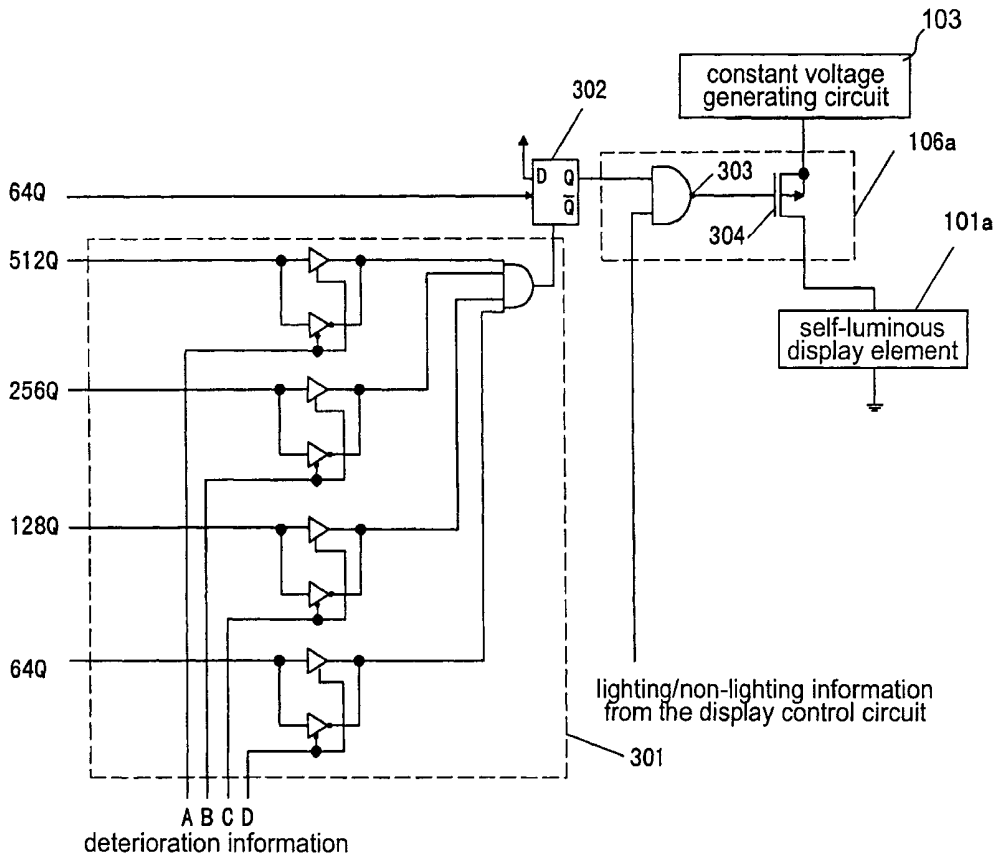 103
constant voltage
generating circuit
302
106a
303
D Q
Q
64Q
304
101a
512Q
self-luminous
display element
256Q
128Q
64Q
lighting/non-lighting information
from the display control circuit
301
A B C D
deterioration information